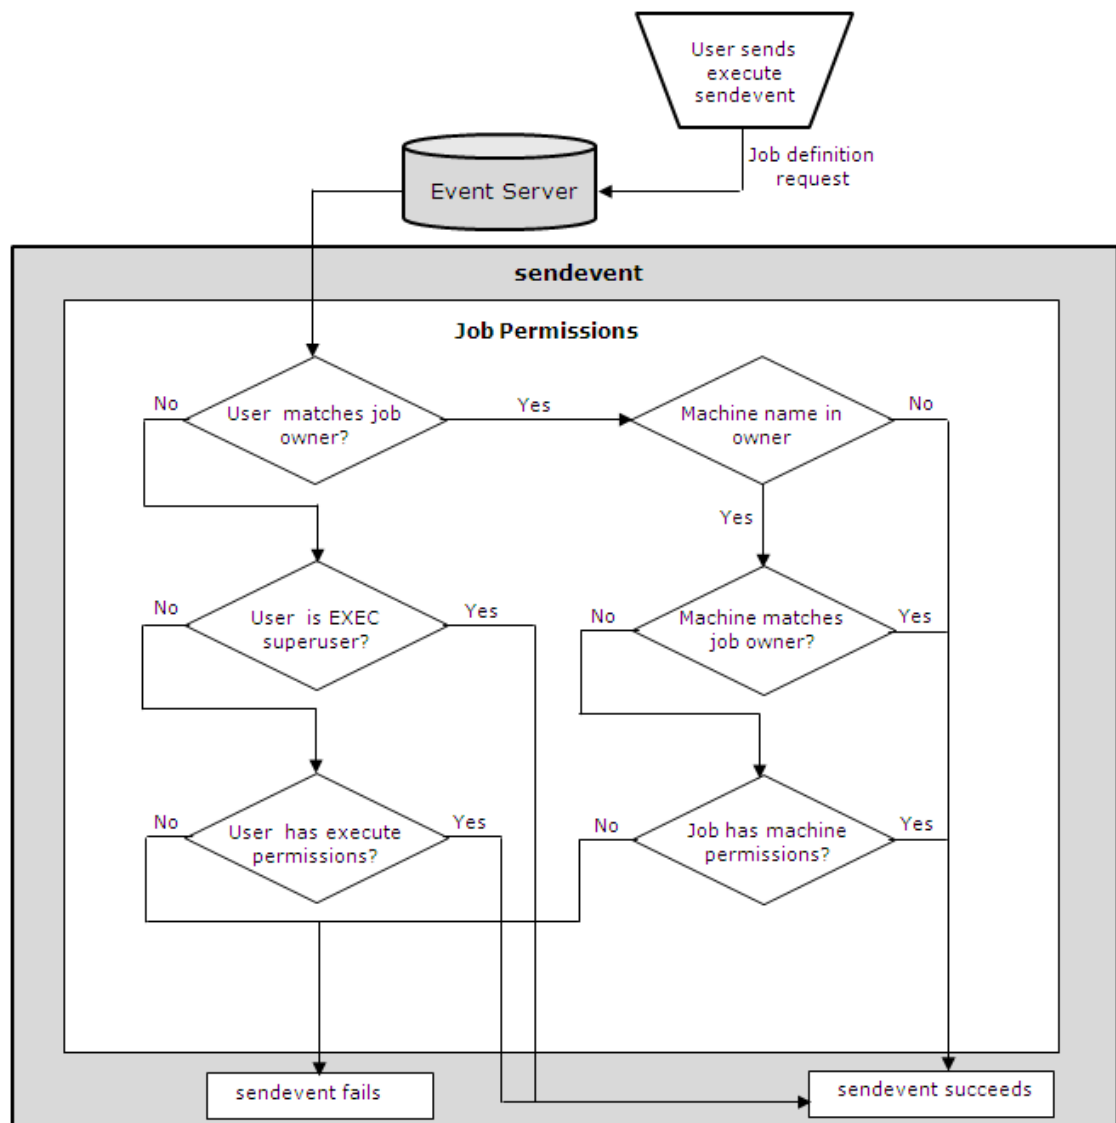 User sends
execute
sendevent
Job definition
request
Event Server
sendevent
Job Permissions
No
User matches job
owner?
Yes
Machine name in
owner
No
Yes
No
User is EXEC
superuser?
Yes
No
Machine matches
job owner?
Yes
No
User has execute
permissions?
Yes
No
Job has machine
permissions?
Yes
sendevent fails
sendevent succeeds